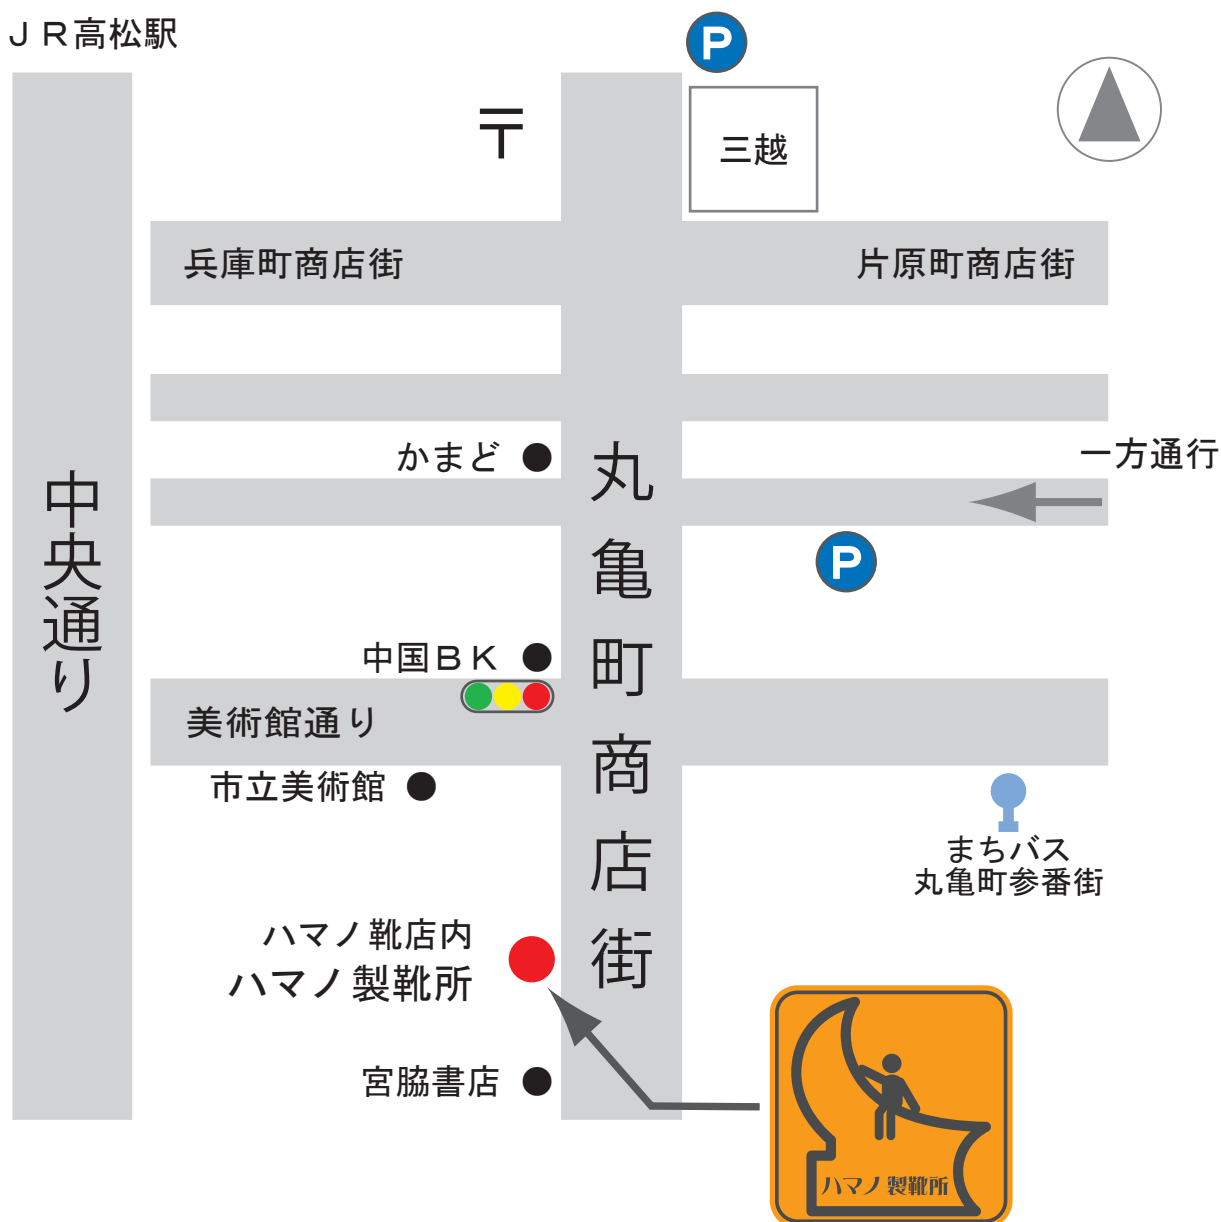 ＪＲ高松駅
P
〒
三越
兵庫町商店街
片原町商店街
かまど
一方通行
中央通り
丸亀町商店街
P
中国ＢＫ
美術館通り
市立美術館
まちバス
丸亀町参番街
ハマノ靴店内
ハマノ製靴所
宮脇書店
ハマノ製靴所